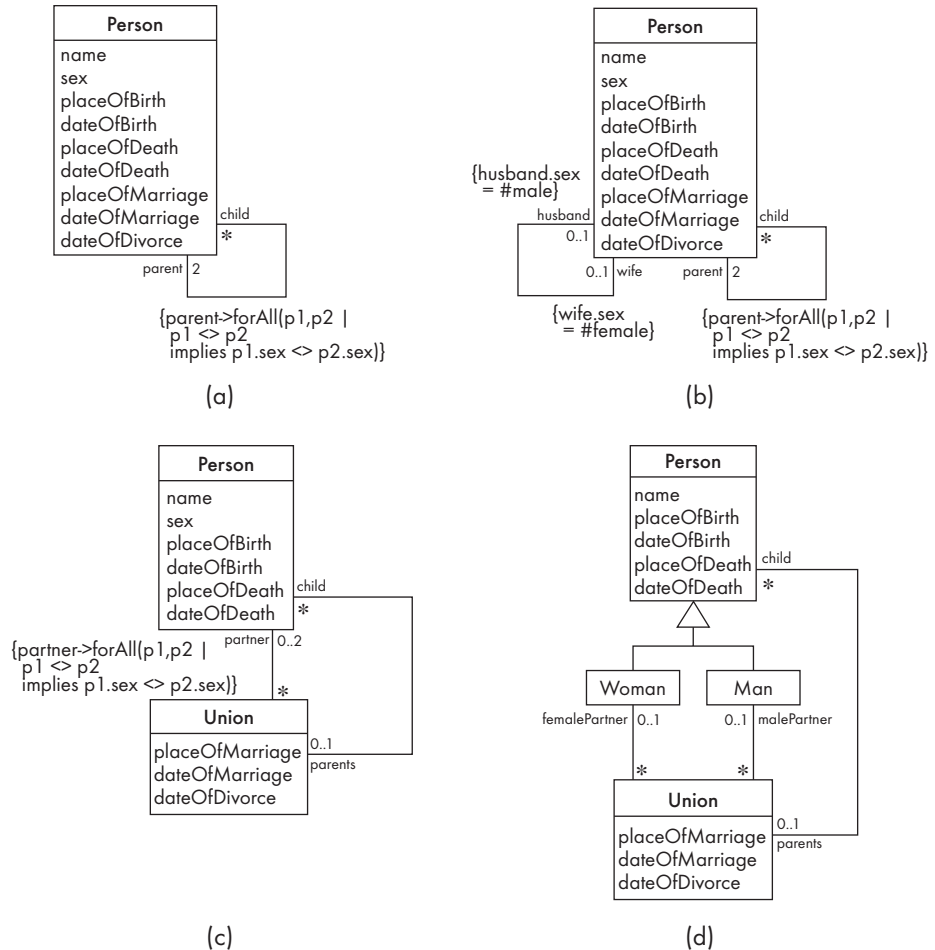 Person
name
sex
placeOfBirth
dateOfBirth
placeOfDeath
dateOfDeath
placeOfMarriage
dateOfMarriage
dateOfDivorce
child
*
parent 2
{parent->forAll(p1,p2 |
p1 <> p2
implies p1.sex <> p2.sex)}
(a)
Person
name
sex
placeOfBirth
dateOfBirth
placeOfDeath
dateOfDeath
placeOfMarriage
dateOfMarriage
dateOfDivorce
{husband.sex
= #male}
husband
0..1
child
*
0..1 wife
parent 2
{wife.sex
= #female}
{parent->forAll(p1,p2 |
p1 <> p2
implies p1.sex <> p2.sex)}
(b)
Person
name
sex
placeOfBirth
dateOfBirth
placeOfDeath
dateOfDeath
child
*
partner 0..2
{partner->forAll(p1,p2 |
p1 <> p2
implies p1.sex <> p2.sex)}
*
Union
placeOfMarriage
dateOfMarriage
dateOfDivorce
0..1
parents
(c)
Person
name
placeOfBirth
dateOfBirth
placeOfDeath
dateOfDeath
child
*
Woman
Man
femalePartner 0..1
0..1 malePartner
*
*
Union
placeOfMarriage
dateOfMarriage
dateOfDivorce
0..1
parents
(d)